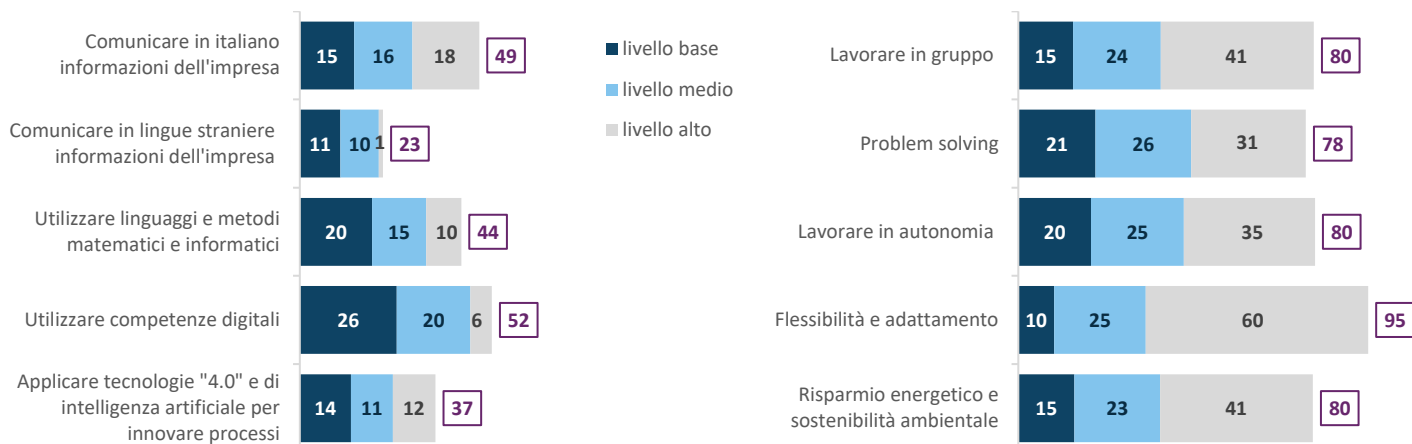 Comunicare in italiano
informazioni dell'impresa
15 16 18 49
Comunicare in lingue straniere
informazioni dell'impresa
11 10 1 23
Utilizzare linguaggi e metodi
matematici e informatici
20 15 10 44
Utilizzare competenze digitali
26 20 6 52
Applicare tecnologie "4.0" e di
intelligenza artificiale per
innovare processi
14 11 12 37
livello base
livello medio
livello alto
Lavorare in gruppo
15 24 41 80
Problem solving
21 26 31 78
Lavorare in autonomia
20 25 35 80
Flessibilità e adattamento
10 25 60 95
Risparmio energetico e
sostenibilità ambientale
15 23 41 80